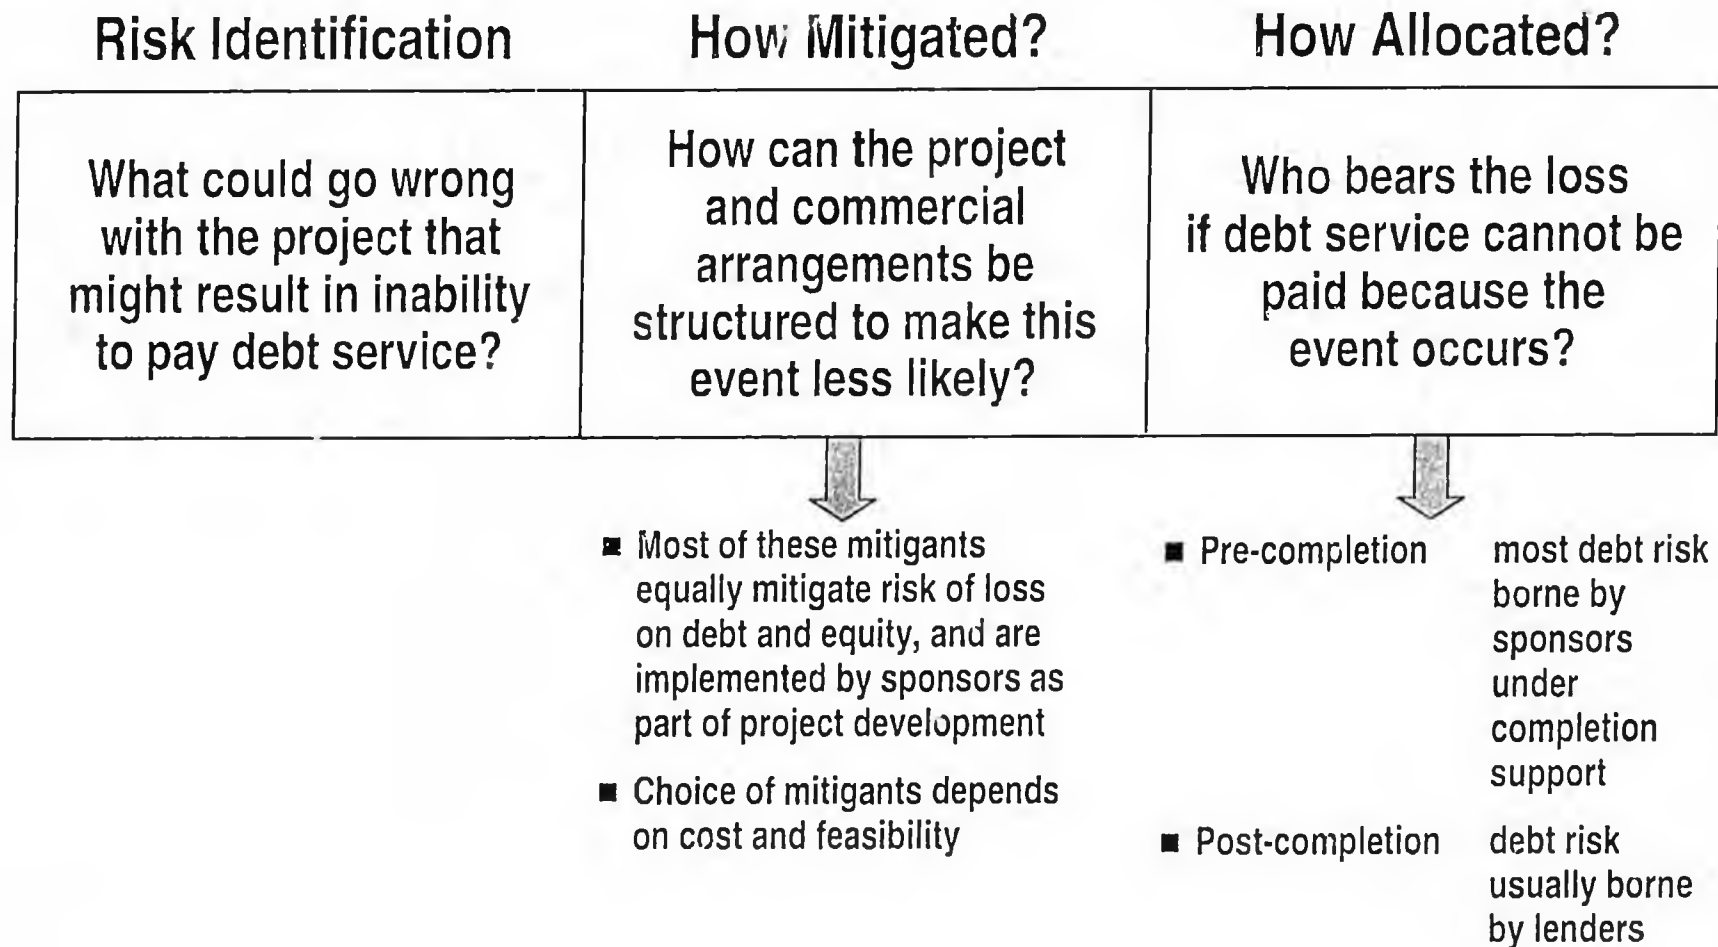 Risk Identification
How Mitigated?
How Allocated?
What could go wrong
with the project that
might result in inability
to pay debt service?
How can the project
and commercial
arrangements be
structured to make this
event less likely?
Who bears the loss
if debt service cannot be
paid because the
event occurs?
■ Most of these mitigants
equally mitigate risk of loss
on debt and equity, and are
implemented by sponsors as
part of project development
■ Choice of mitigants depends
on cost and feasibility
■ Pre-completion most debt risk
borne by
sponsors
under
completion
support
■ Post-completion debt risk
usually borne
by lenders